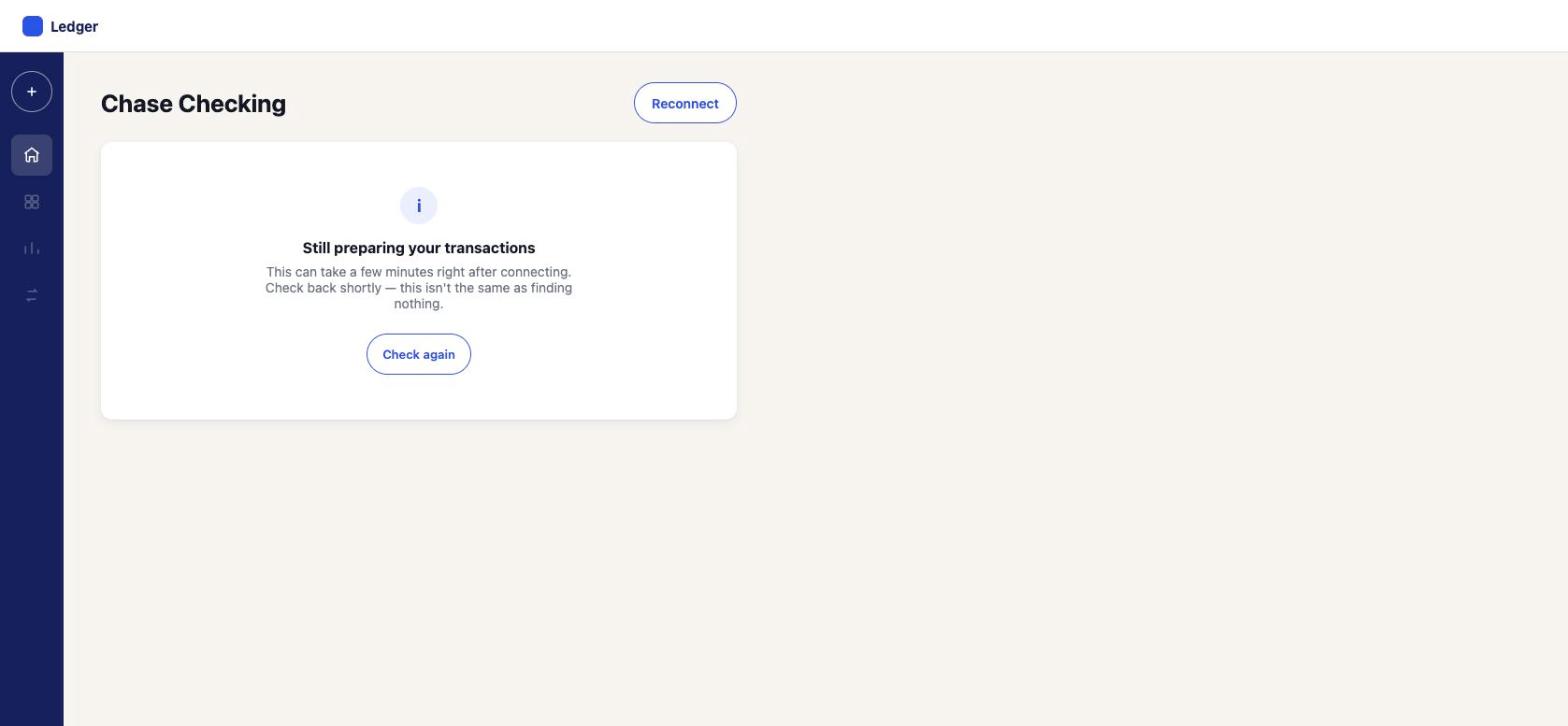 Ledger
+
Chase Checking
Reconnect
i
Still preparing your transactions
This can take a few minutes right after connecting.
Check back shortly — this isn't the same as finding
nothing.
Check again